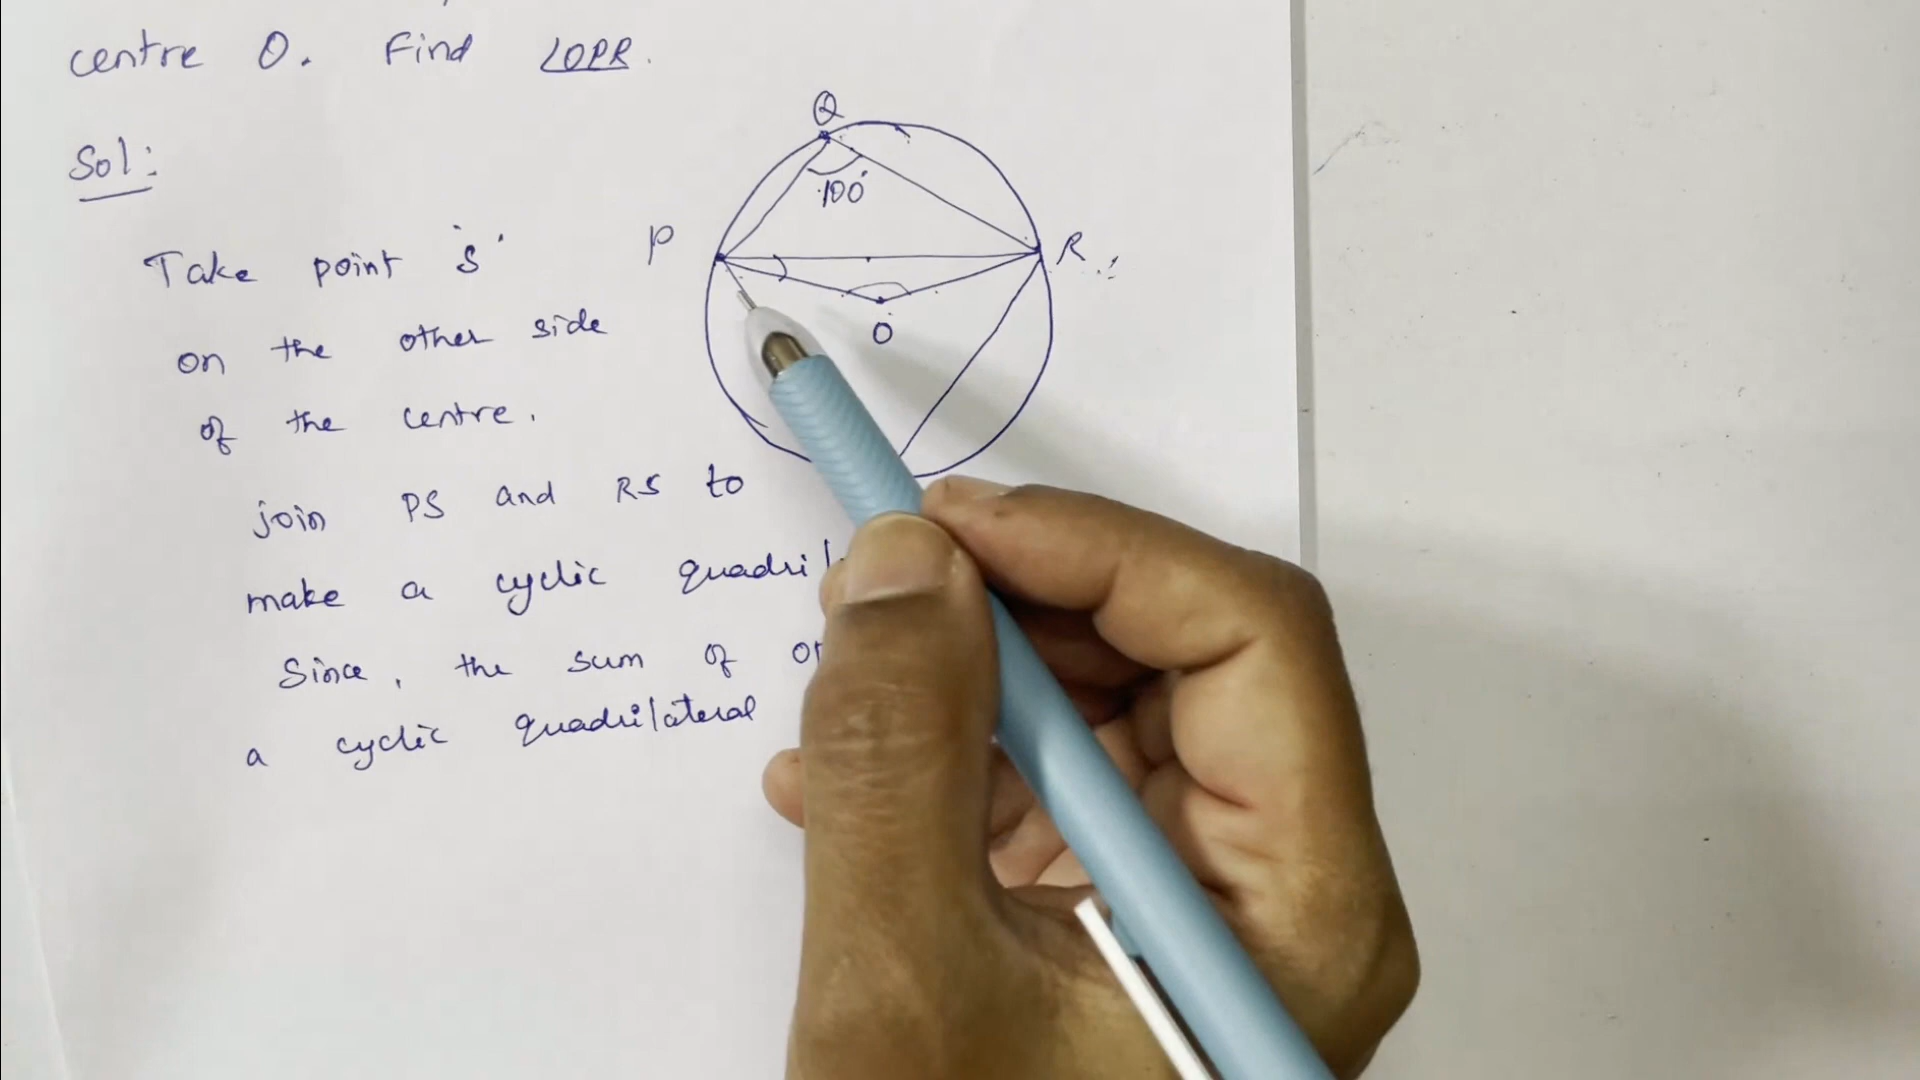 centre O. Find ∠OPR.
Sol:
Take point 's'
on the other side
of the centre.
join PS and RS to
make a cyclic
Since, the sum of
a cyclic quadrilateral
Q
100°
P
R
O